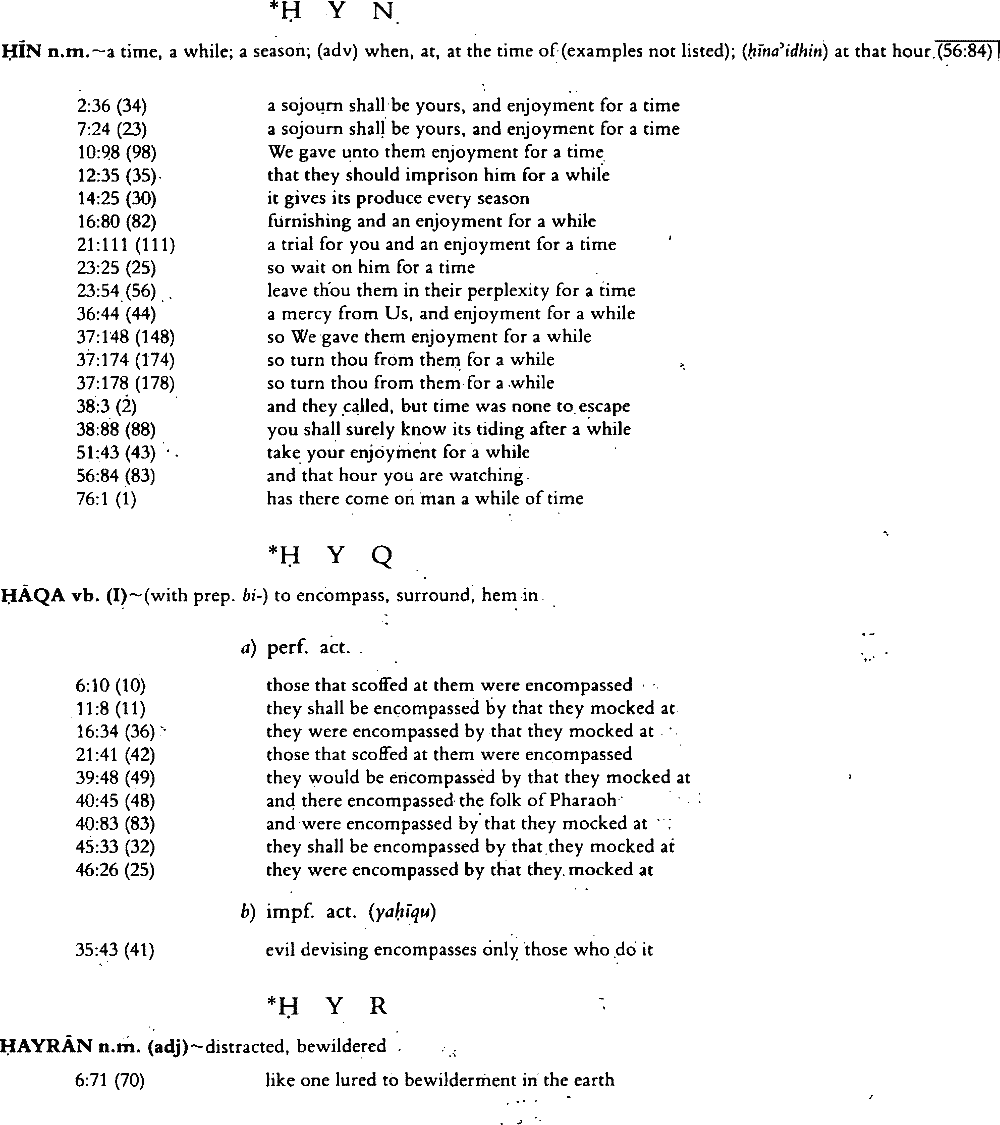 *Ḥ Y N
ḤĪN n.m.~a time, a while; a season; (adv) when, at, at the time of (examples not listed); (ḥīna’idhin) at that hour (56:84)
2:36 (34) a sojourn shall be yours, and enjoyment for a time
7:24 (23) a sojourn shall be yours, and enjoyment for a time
10:98 (98) We gave unto them enjoyment for a time
12:35 (35) that they should imprison him for a while
14:25 (30) it gives its produce every season
16:80 (82) furnishing and an enjoyment for a while
21:111 (111) a trial for you and an enjoyment for a time
23:25 (25) so wait on him for a time
23:54 (56) leave thou them in their perplexity for a time
36:44 (44) a mercy from Us, and enjoyment for a while
37:148 (148) so We gave them enjoyment for a while
37:174 (174) so turn thou from them for a while
37:178 (178) so turn thou from them for a while
38:3 (2) and they called, but time was none to escape
38:88 (88) you shall surely know its tiding after a while
51:43 (43) take your enjoyment for a while
56:84 (83) and that hour you are watching
76:1 (1) has there come on man a while of time
*Ḥ Y Q
ḤĀQA vb. (I)~(with prep. bi-) to encompass, surround, hem in
a) perf. act.
6:10 (10) those that scoffed at them were encompassed
11:8 (11) they shall be encompassed by that they mocked at
16:34 (36) they were encompassed by that they mocked at
21:41 (42) those that scoffed at them were encompassed
39:48 (49) they would be encompassed by that they mocked at
40:45 (48) and there encompassed the folk of Pharaoh
40:83 (83) and were encompassed by that they mocked at
45:33 (32) they shall be encompassed by that they mocked at
46:26 (25) they were encompassed by that they mocked at
b) impf. act. (yaḥīqu)
35:43 (41) evil devising encompasses only those who do it
*Ḥ Y R
ḤAYRĀN n.m. (adj)~distracted, bewildered
6:71 (70) like one lured to bewilderment in the earth